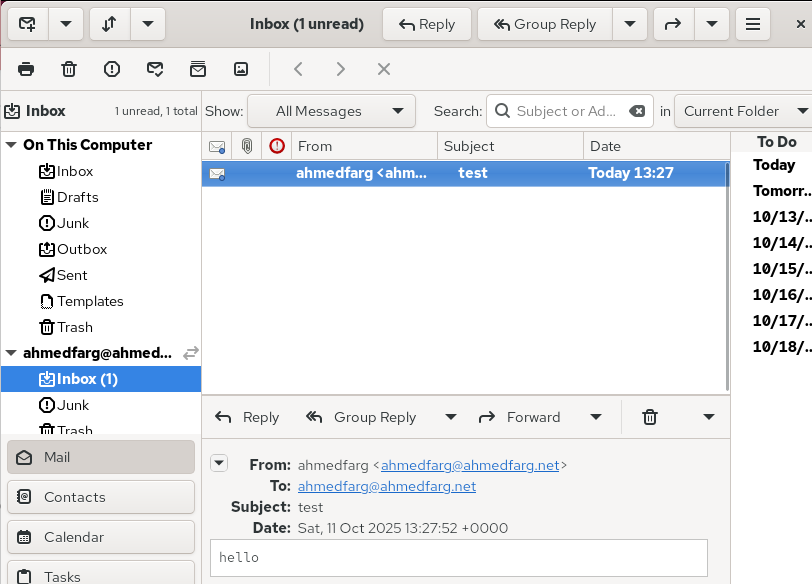 Inbox (1 unread)
Reply
Group Reply
Inbox
1 unread, 1 total
Show:
All Messages
Search:
Subject or Ad...
in
Current Folder
On This Computer
Inbox
Drafts
Junk
Outbox
Sent
Templates
Trash
ahmedfarg@ahmed...
Inbox (1)
Junk
Trash
Mail
Contacts
Calendar
Tasks
From
Subject
Date
ahmedfarg <ahm...
test
Today 13:27
Reply
Group Reply
Forward
From: ahmedfarg <ahmedfarg@ahmedfarg.net>
To: ahmedfarg@ahmedfarg.net
Subject: test
Date: Sat, 11 Oct 2025 13:27:52 +0000
hello
To Do
Today
Tomorr...
10/13/...
10/14/...
10/15/...
10/16/...
10/17/...
10/18/...